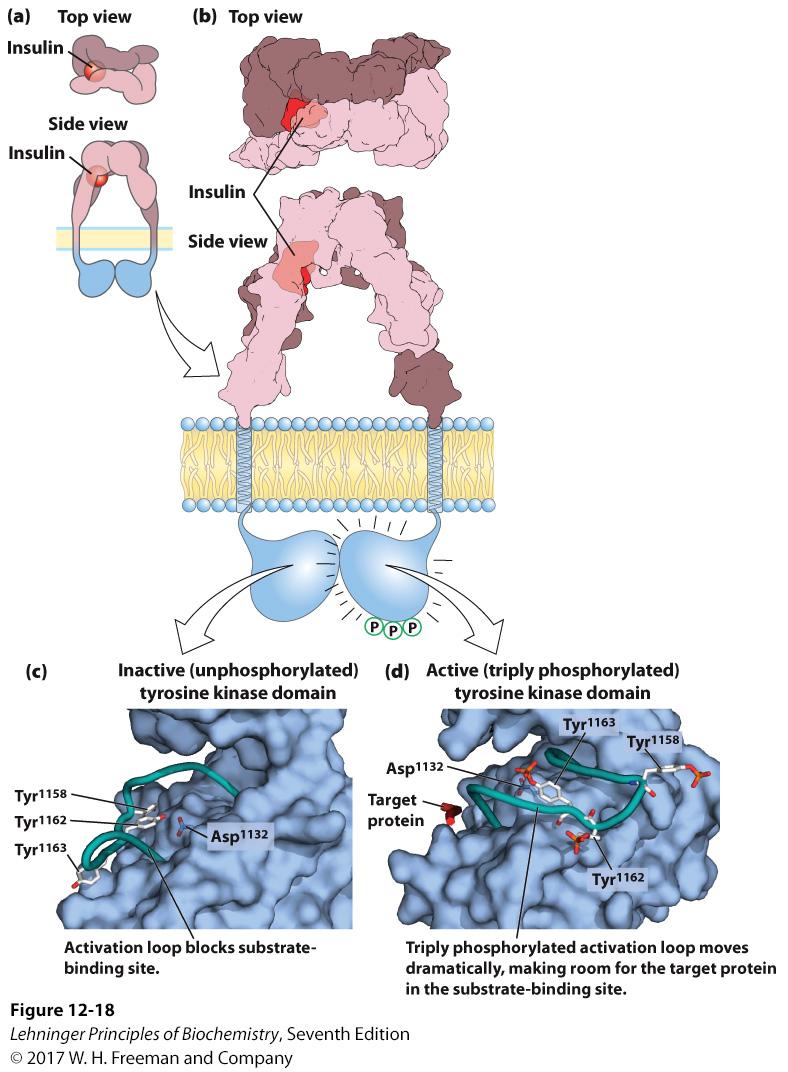 (a) Top view
Insulin
Side view
Insulin
(b) Top view
Insulin
Side view
P P P
(c) Inactive (unphosphorylated)
tyrosine kinase domain
Tyr1158
Tyr1162
Tyr1163
Asp1132
Activation loop blocks substrate-
binding site.
(d) Active (triply phosphorylated)
tyrosine kinase domain
Tyr1163
Tyr1158
Asp1132
Target
protein
Tyr1162
Triply phosphorylated activation loop moves
dramatically, making room for the target protein
in the substrate-binding site.
Figure 12-18
Lehninger Principles of Biochemistry, Seventh Edition
© 2017 W. H. Freeman and Company